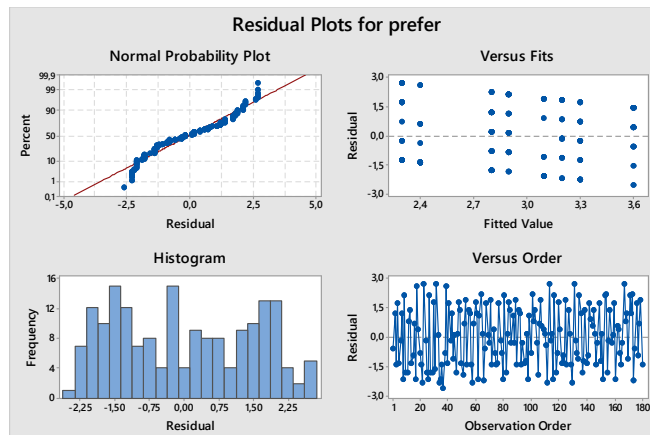 Residual Plots for prefer
Normal Probability Plot
99,9
99
90
50
10
1
0,1
Percent
-5,0 -2,5 0,0 2,5 5,0
Residual
Versus Fits
3,0
1,5
0,0
-1,5
-3,0
Residual
2,4 2,7 3,0 3,3 3,6
Fitted Value
Histogram
16
12
8
4
0
Frequency
-2,25 -1,50 -0,75 0,00 0,75 1,50 2,25
Residual
Versus Order
3,0
1,5
0,0
-1,5
-3,0
Residual
1 20 40 60 80 100 120 140 160 180
Observation Order